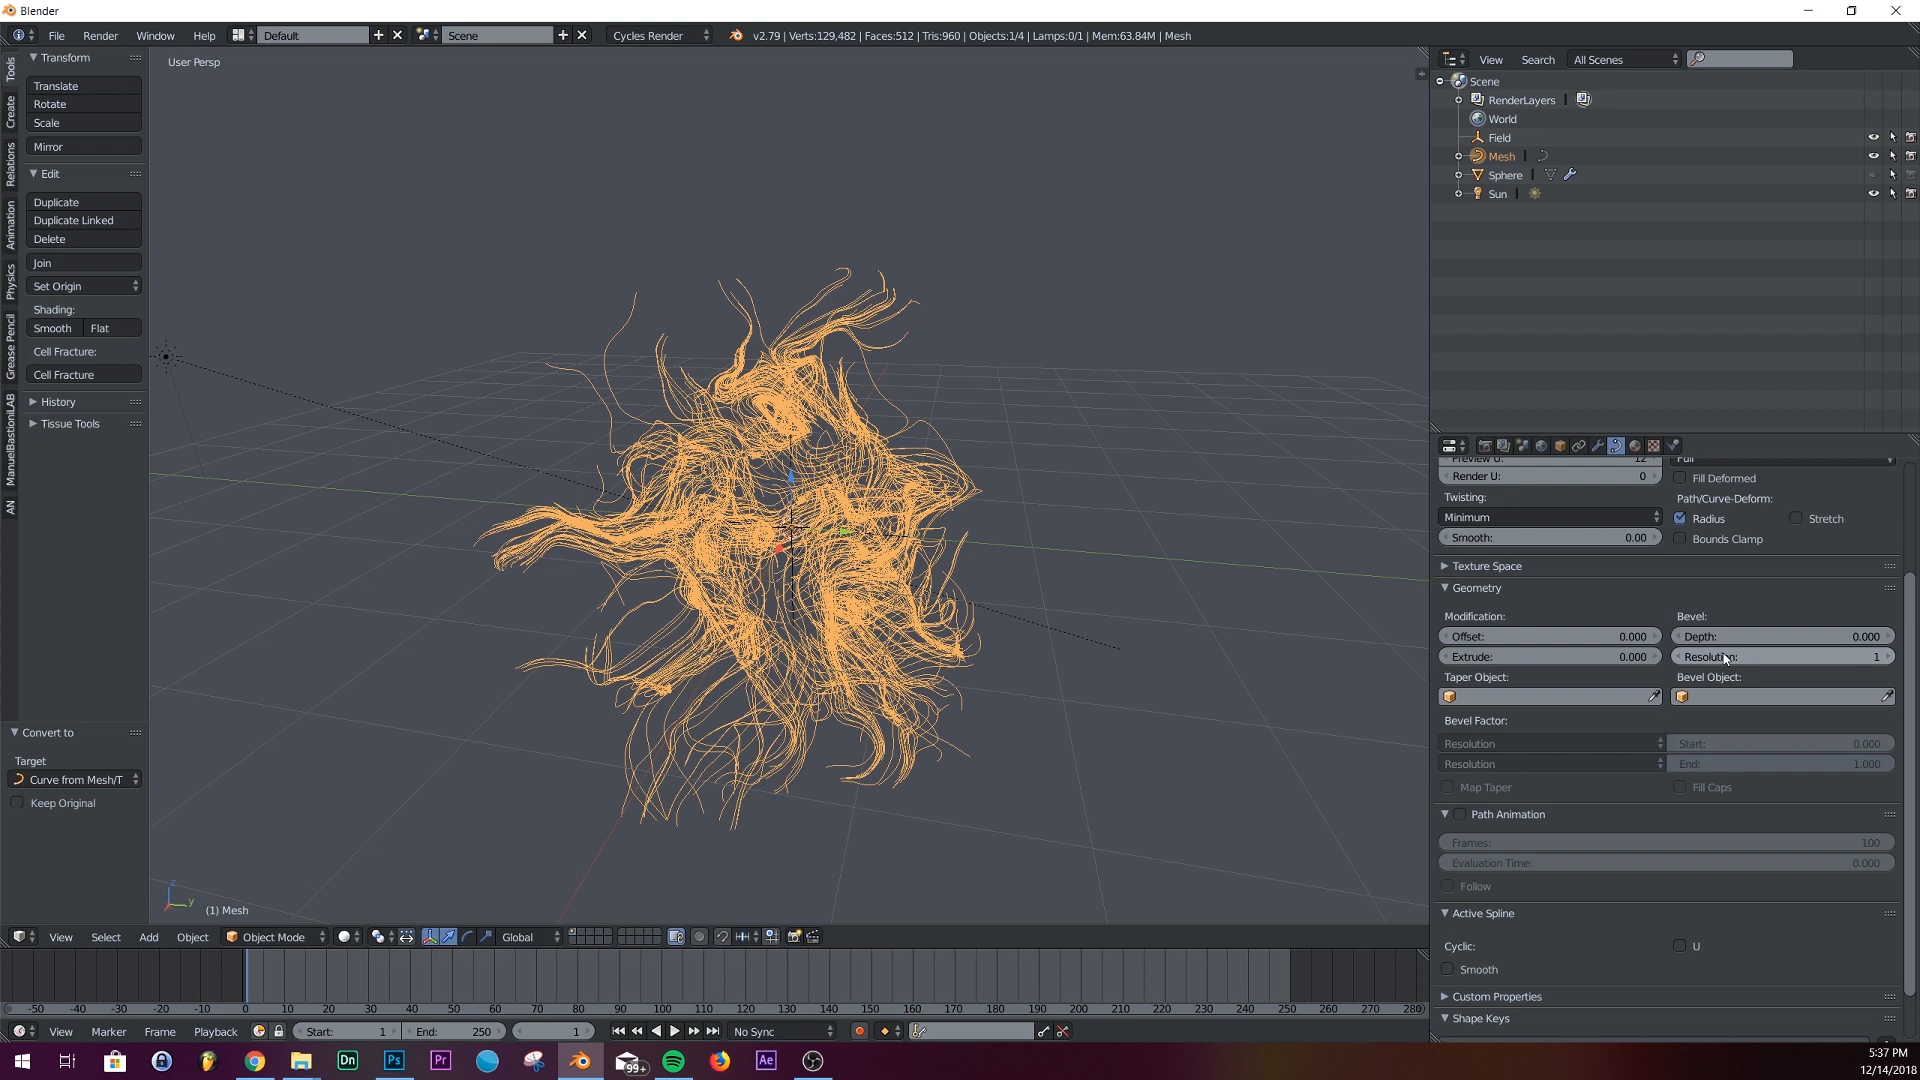 Blender
File Render Window Help Default Scene Cycles Render v2.79 | Verts:129,482 | Faces:512 | Tris:960 | Objects:1/4 | Lamps:0/1 | Mem:63.84M | Mesh
Tools
Create
Relations
Animation
Physics
Grease Pencil
ManuelBastioniLAB
AN
Transform
Translate
Rotate
Scale
Mirror
Edit
Duplicate
Duplicate Linked
Delete
Join
Set Origin
Shading:
Smooth Flat
Cell Fracture:
Cell Fracture
History
Tissue Tools
Convert to
Target
Curve from Mesh/T
Keep Original
User Persp
z
y
(1) Mesh
View Search All Scenes
Scene
RenderLayers
World
Field
Mesh
Sphere
Sun
Preview U: 12 Full
Render U: 0 Fill Deformed
Twisting: Path/Curve-Deform:
Minimum Radius Stretch
Smooth: 0.00 Bounds Clamp
Texture Space
Geometry
Modification: Bevel:
Offset: 0.000 Depth: 0.000
Extrude: 0.000 Resolution: 1
Taper Object: Bevel Object:
Bevel Factor:
Resolution Start: 0.000
Resolution End: 1.000
Map Taper Fill Caps
Path Animation
Frames: 100
Evaluation Time: 0.000
Follow
Active Spline
Cyclic: U
Smooth
Custom Properties
Shape Keys
View Select Add Object Object Mode Global
-50 -40 -30 -20 -10 0 10 20 30 40 50 60 70 80 90 100 110 120 130 140 150 160 170 180 190 200 210 220 230 240 250 260 270 280
View Marker Frame Playback Start: 1 End: 250 1 No Sync
Dn Ps Pr 99+ Ae
5:37 PM
12/14/2018